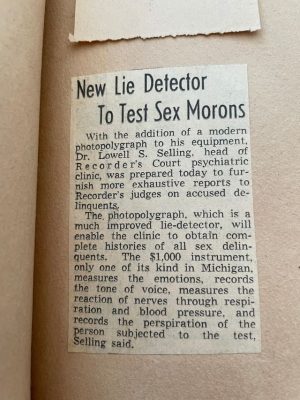 New Lie Detector
To Test Sex Morons
With the addition of a modern
photopolygraph to his equipment,
Dr. Lowell S. Selling, head of
Recorder's Court psychiatric
clinic, was prepared today to fur-
nish more exhaustive reports to
Recorder's judges on accused de-
linquents.
The photopolygraph, which is a
much improved lie-detector, will
enable the clinic to obtain com-
plete histories of all sex delin-
quents. The $1,000 instrument,
only one of its kind in Michigan,
measures the emotions, records
the tone of voice, measures the
reaction of nerves through respi-
ration and blood pressure, and
records the perspiration of the
person subjected to the test,
Selling said.